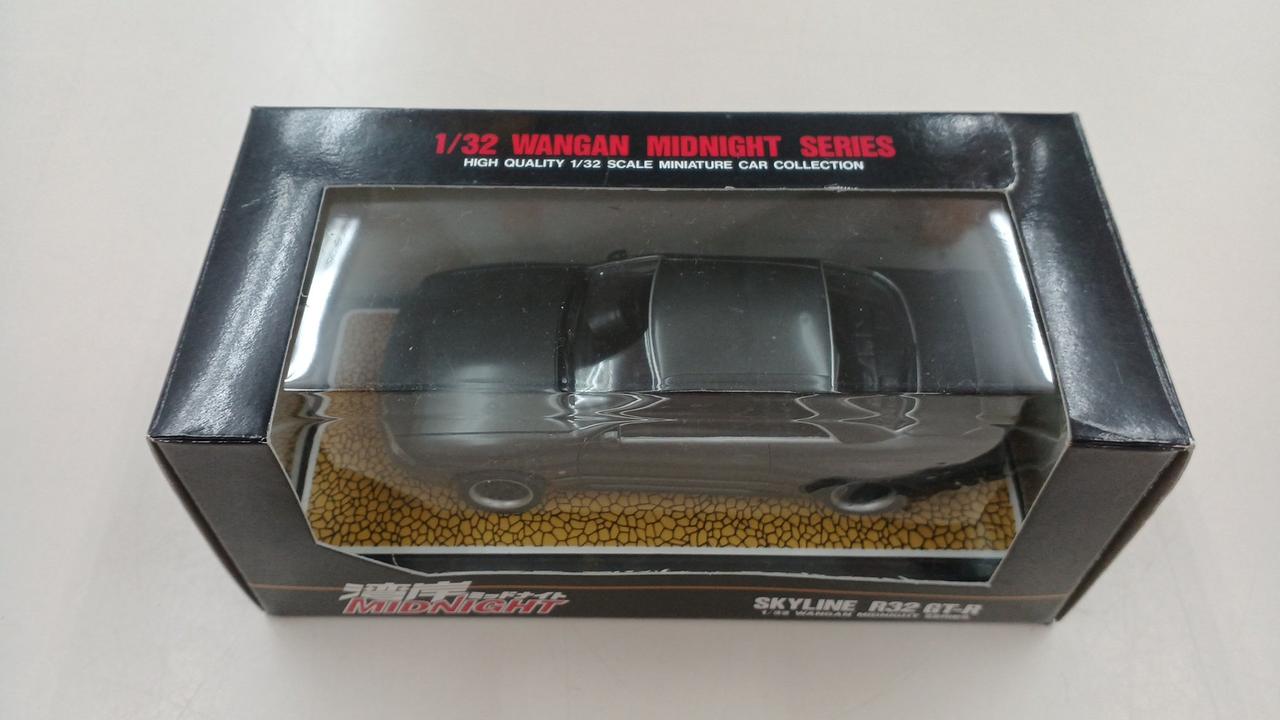 1/32 WANGAN MIDNIGHT SERIES
HIGH QUALITY 1/32 SCALE MINIATURE CAR COLLECTION
湾岸ミッドナイト
MIDNIGHT
SKYLINE R32 GT-R
1/32 WANGAN MIDNIGHT SERIES